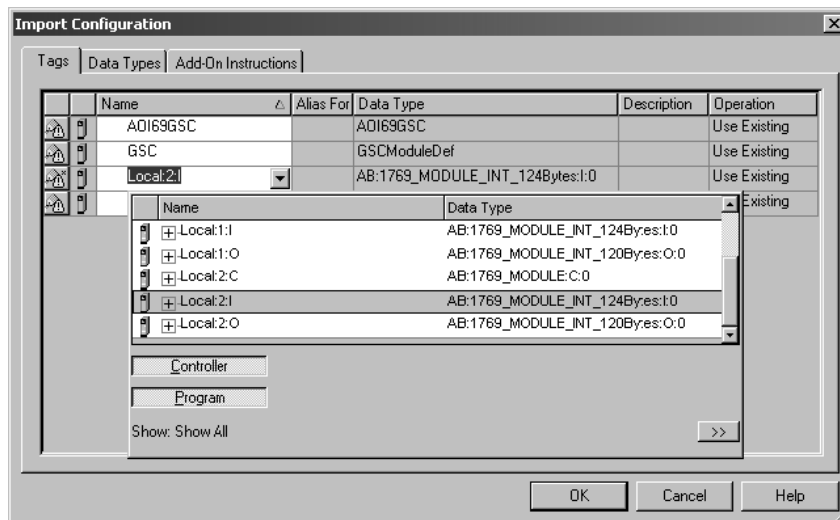 Import Configuration
Tags Data Types Add-On Instructions
Name Alias For Data Type Description Operation
AOI69GSC AOI69GSC Use Existing
GSC GSCModuleDef Use Existing
Local:2:I AB:1769_MODULE_INT_124Bytes:I:0 Use Existing
Existing
Name Data Type
Local:1:I AB:1769_MODULE_INT_124By:es:I:0
Local:1:O AB:1769_MODULE_INT_120By:es:O:0
Local:2:C AB:1769_MODULE:C:0
Local:2:I AB:1769_MODULE_INT_124By:es:I:0
Local:2:O AB:1769_MODULE_INT_120By:es:O:0
Controller
Program
Show: Show All >>
OK Cancel Help